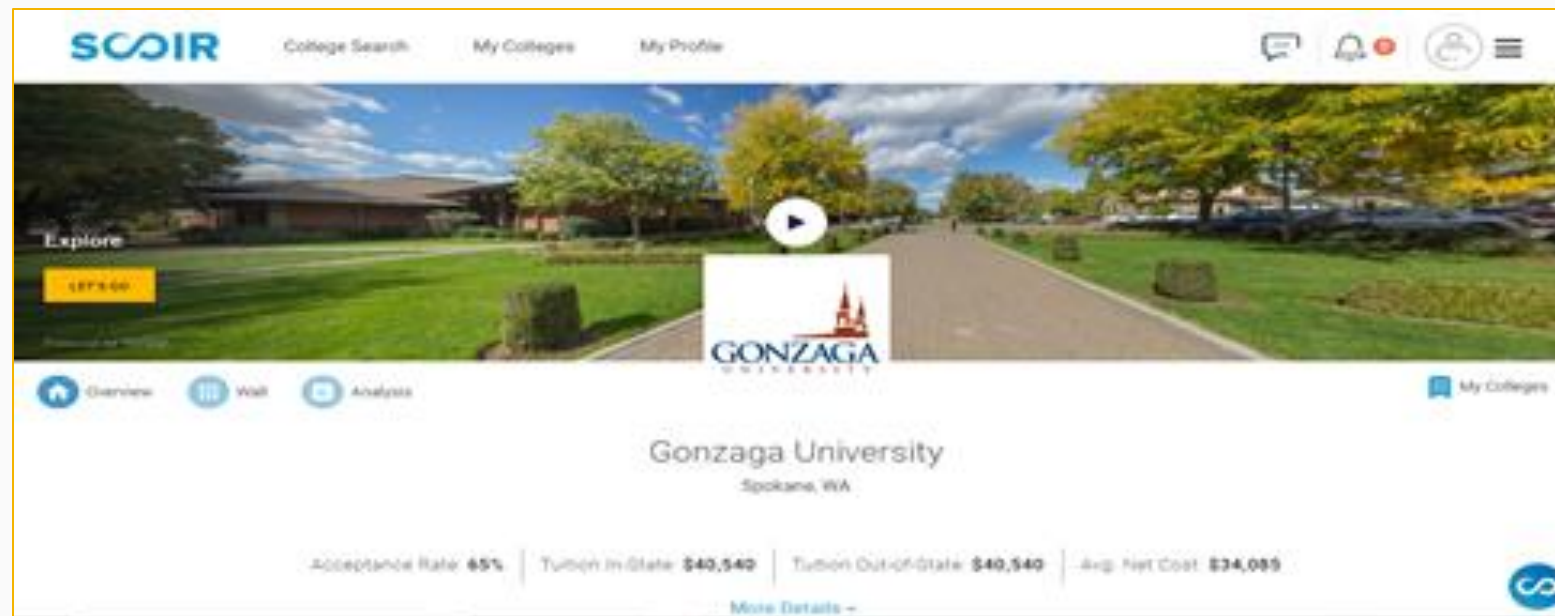 SCOIR College Search My Colleges My Profile
Explore
LET'S GO
GONZAGA
UNIVERSITY
Overview Wall Analysis My Colleges
Gonzaga University
Spokane, WA
Acceptance Rate 65% Tuition In-State $40,540 Tuition Out-of-State $40,540 Avg. Net Cost $34,085
More Details